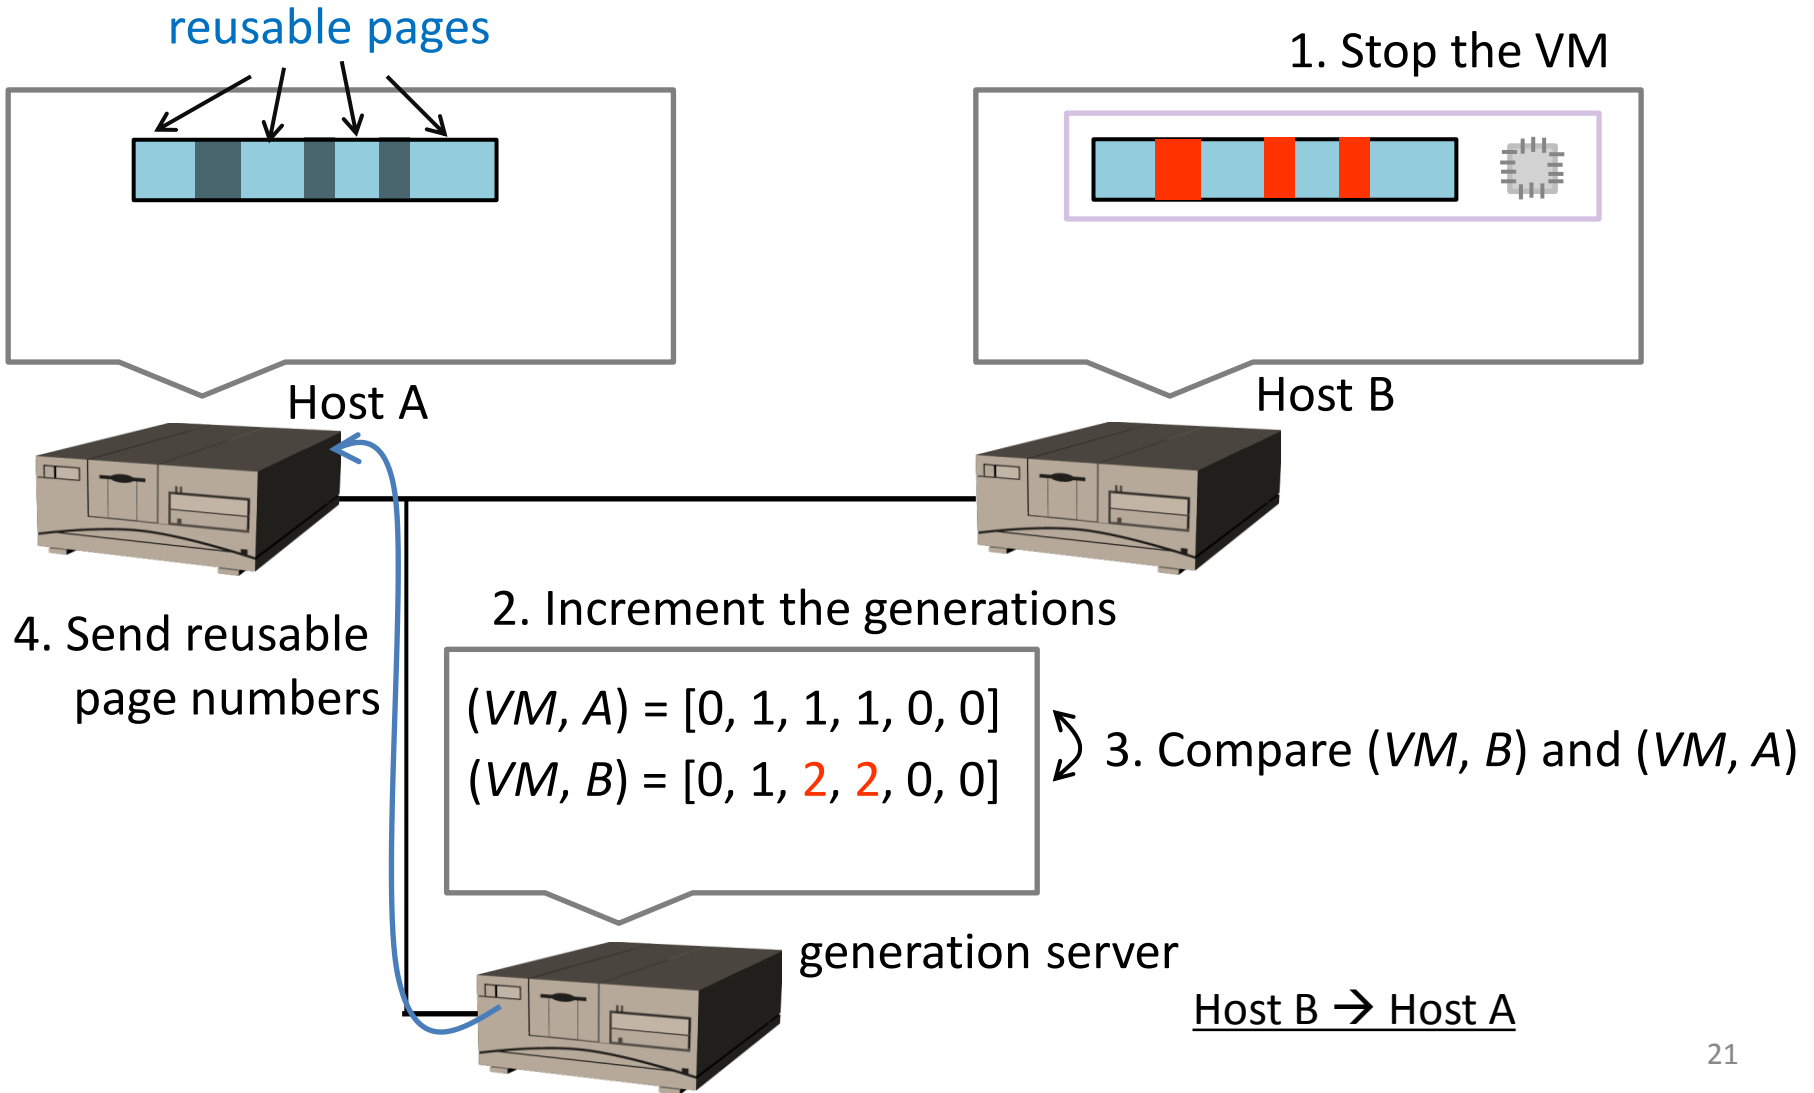 reusable pages
1. Stop the VM
Host A
Host B
2. Increment the generations
4. Send reusable
page numbers
(VM, A) = [0, 1, 1, 1, 0, 0]
(VM, B) = [0, 1, 2, 2, 0, 0]
3. Compare (VM, B) and (VM, A)
generation server
Host B → Host A
21